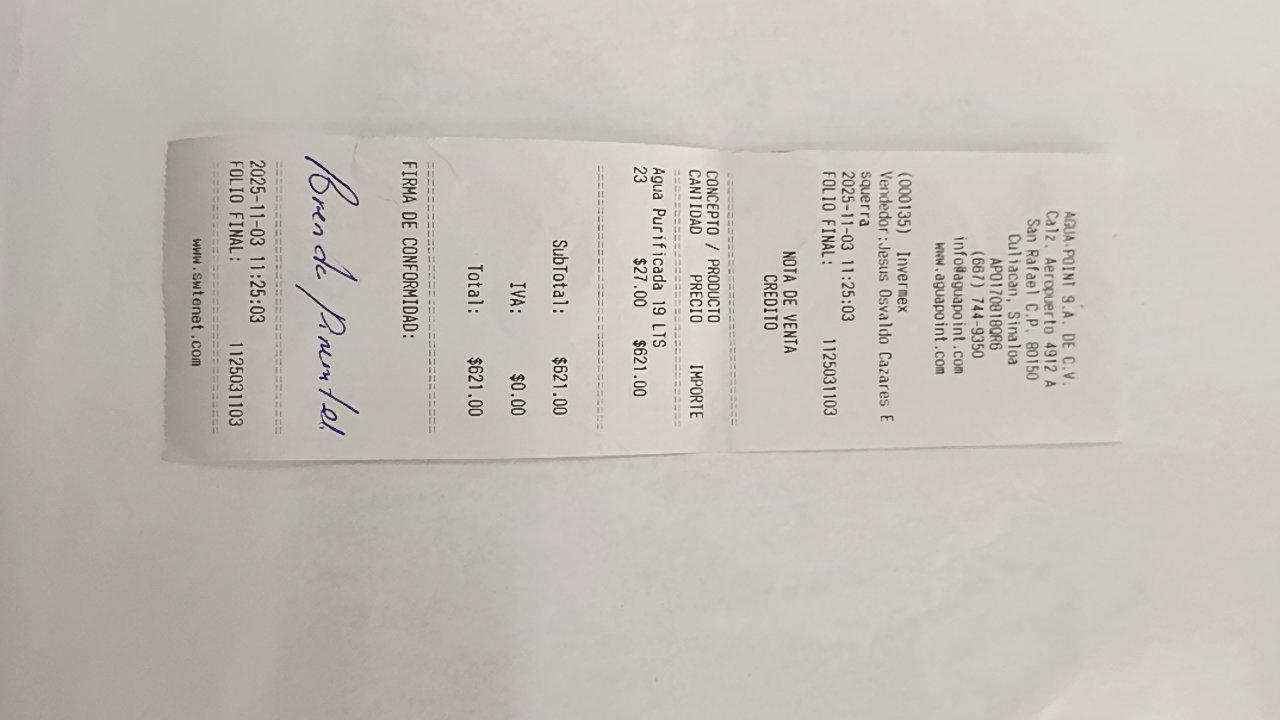 AGUA POINT S.A. DE C.V.
Calz. Aeropuerto 4912 A
San Rafael C.P. 80150
Culiacan, Sinaloa
APO170818QR6
(667) 744-9350
info@aguapoint.com
www.aguapoint.com
(000135) Invermex
Vendedor:Jesus Osvaldo Cazares E
squerra
2025-11-03 11:25:03
FOLIO FINAL: 1125031103
NOTA DE VENTA
CREDITO
CONCEPTO / PRODUCTO
CANTIDAD PRECIO IMPORTE
Agua Purificada 19 LTS
23 $27.00 $621.00
SubTotal: $621.00
IVA: $0.00
Total: $621.00
FIRMA DE CONFORMIDAD:
Brenda Pimentel
2025-11-03 11:25:03
FOLIO FINAL: 1125031103
www.swtenet.com